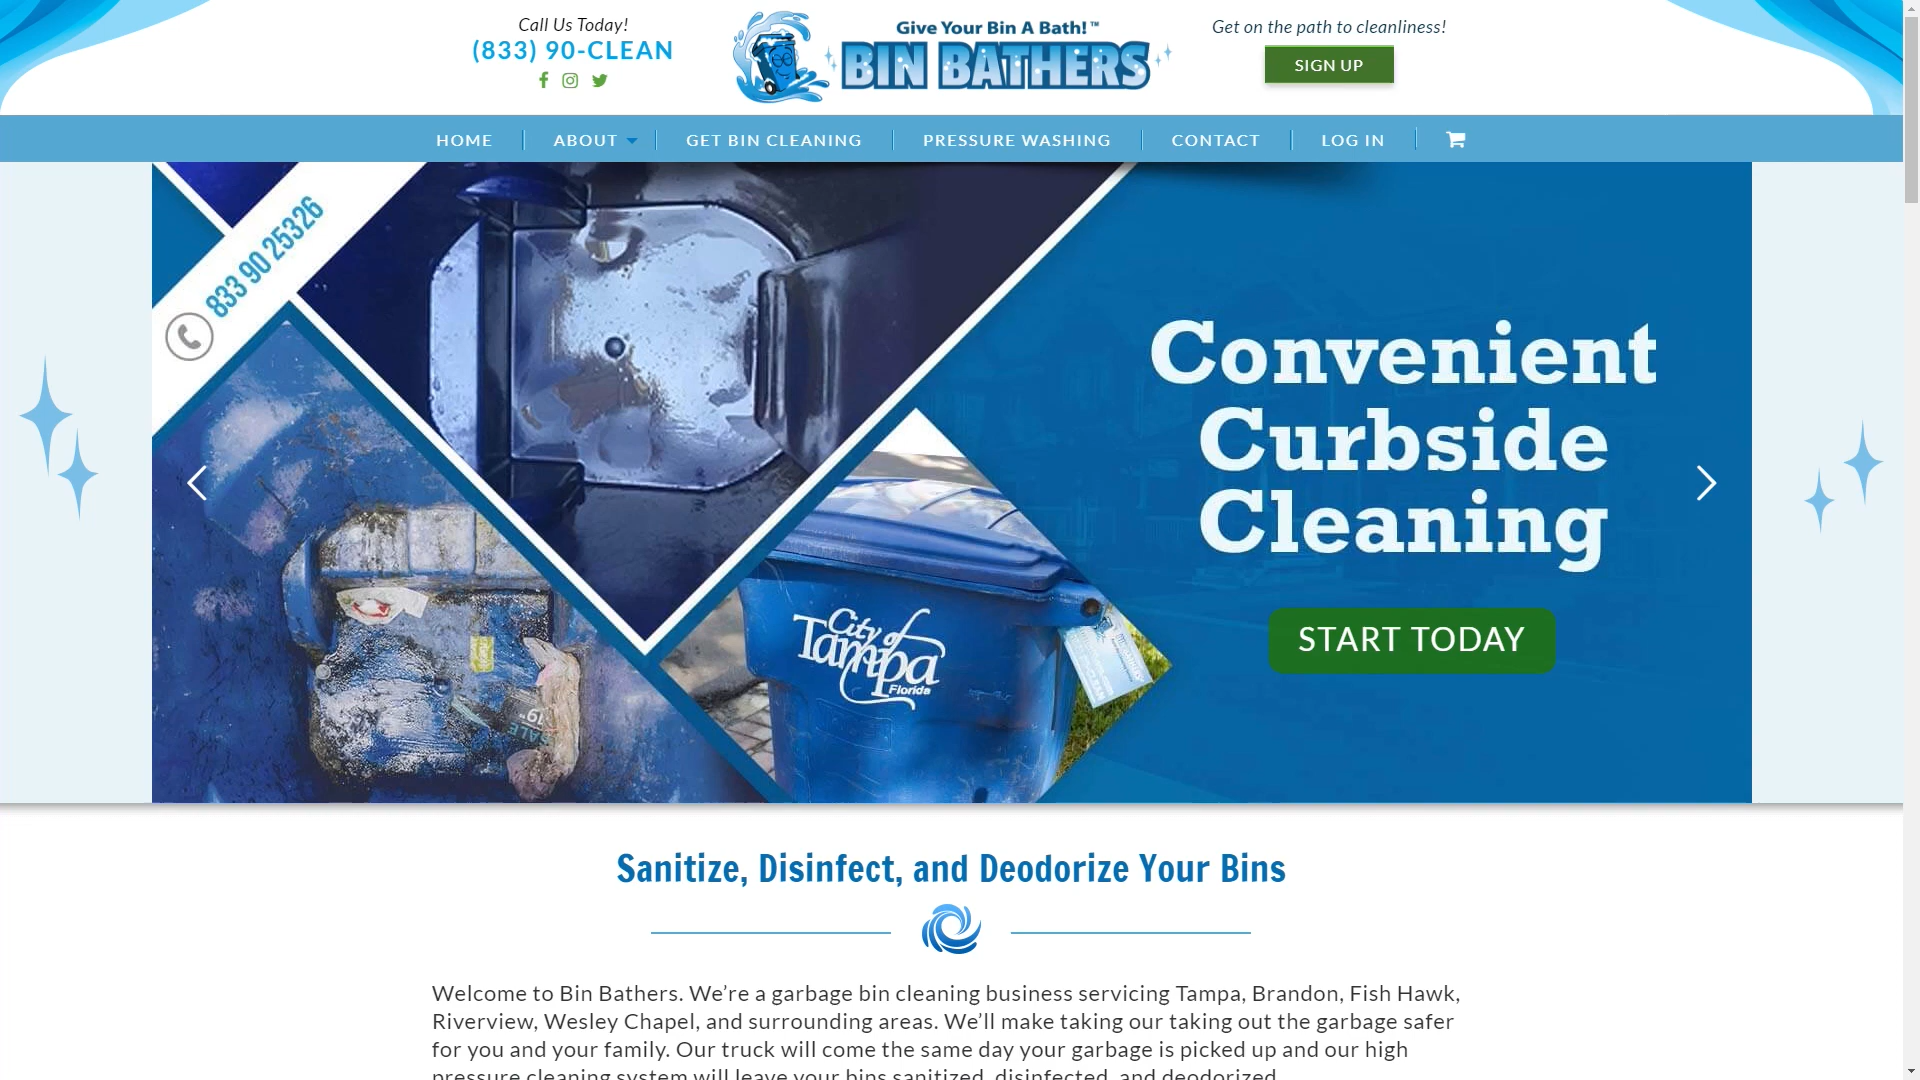 Call Us Today!
(833) 90-CLEAN
Give Your Bin A Bath!™
BIN BATHERS
Get on the path to cleanliness!
SIGN UP
HOME
ABOUT
GET BIN CLEANING
PRESSURE WASHING
CONTACT
LOG IN
833 90 25326
Convenient
Curbside
Cleaning
START TODAY
City of
Tampa
Florida
SALE
Sanitize, Disinfect, and Deodorize Your Bins
Welcome to Bin Bathers. We’re a garbage bin cleaning business servicing Tampa, Brandon, Fish Hawk,
Riverview, Wesley Chapel, and surrounding areas. We’ll make taking our taking out the garbage safer
for you and your family. Our truck will come the same day your garbage is picked up and our high
pressure cleaning system will leave your bins sanitized, disinfected, and deodorized.